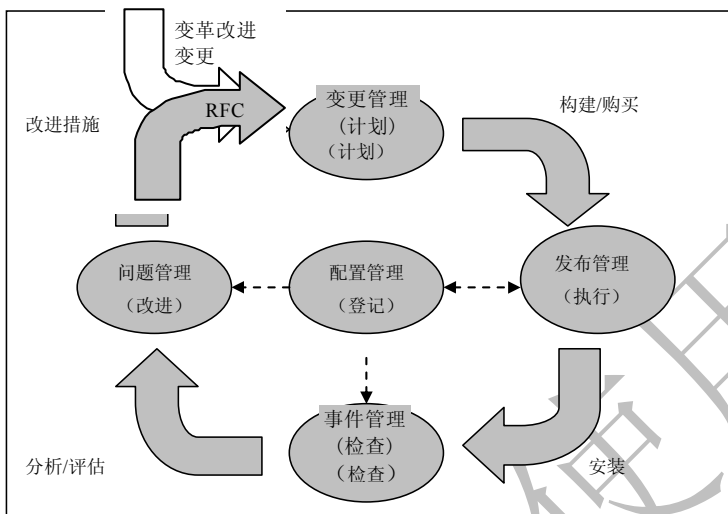 变革改进
变更
改进措施
RFC
变更管理
(计划)
（计划）
构建/购买
问题管理
（改进）
配置管理
（登记）
发布管理
（执行）
事件管理
(检查)
（检查）
分析/评估
安装
使用